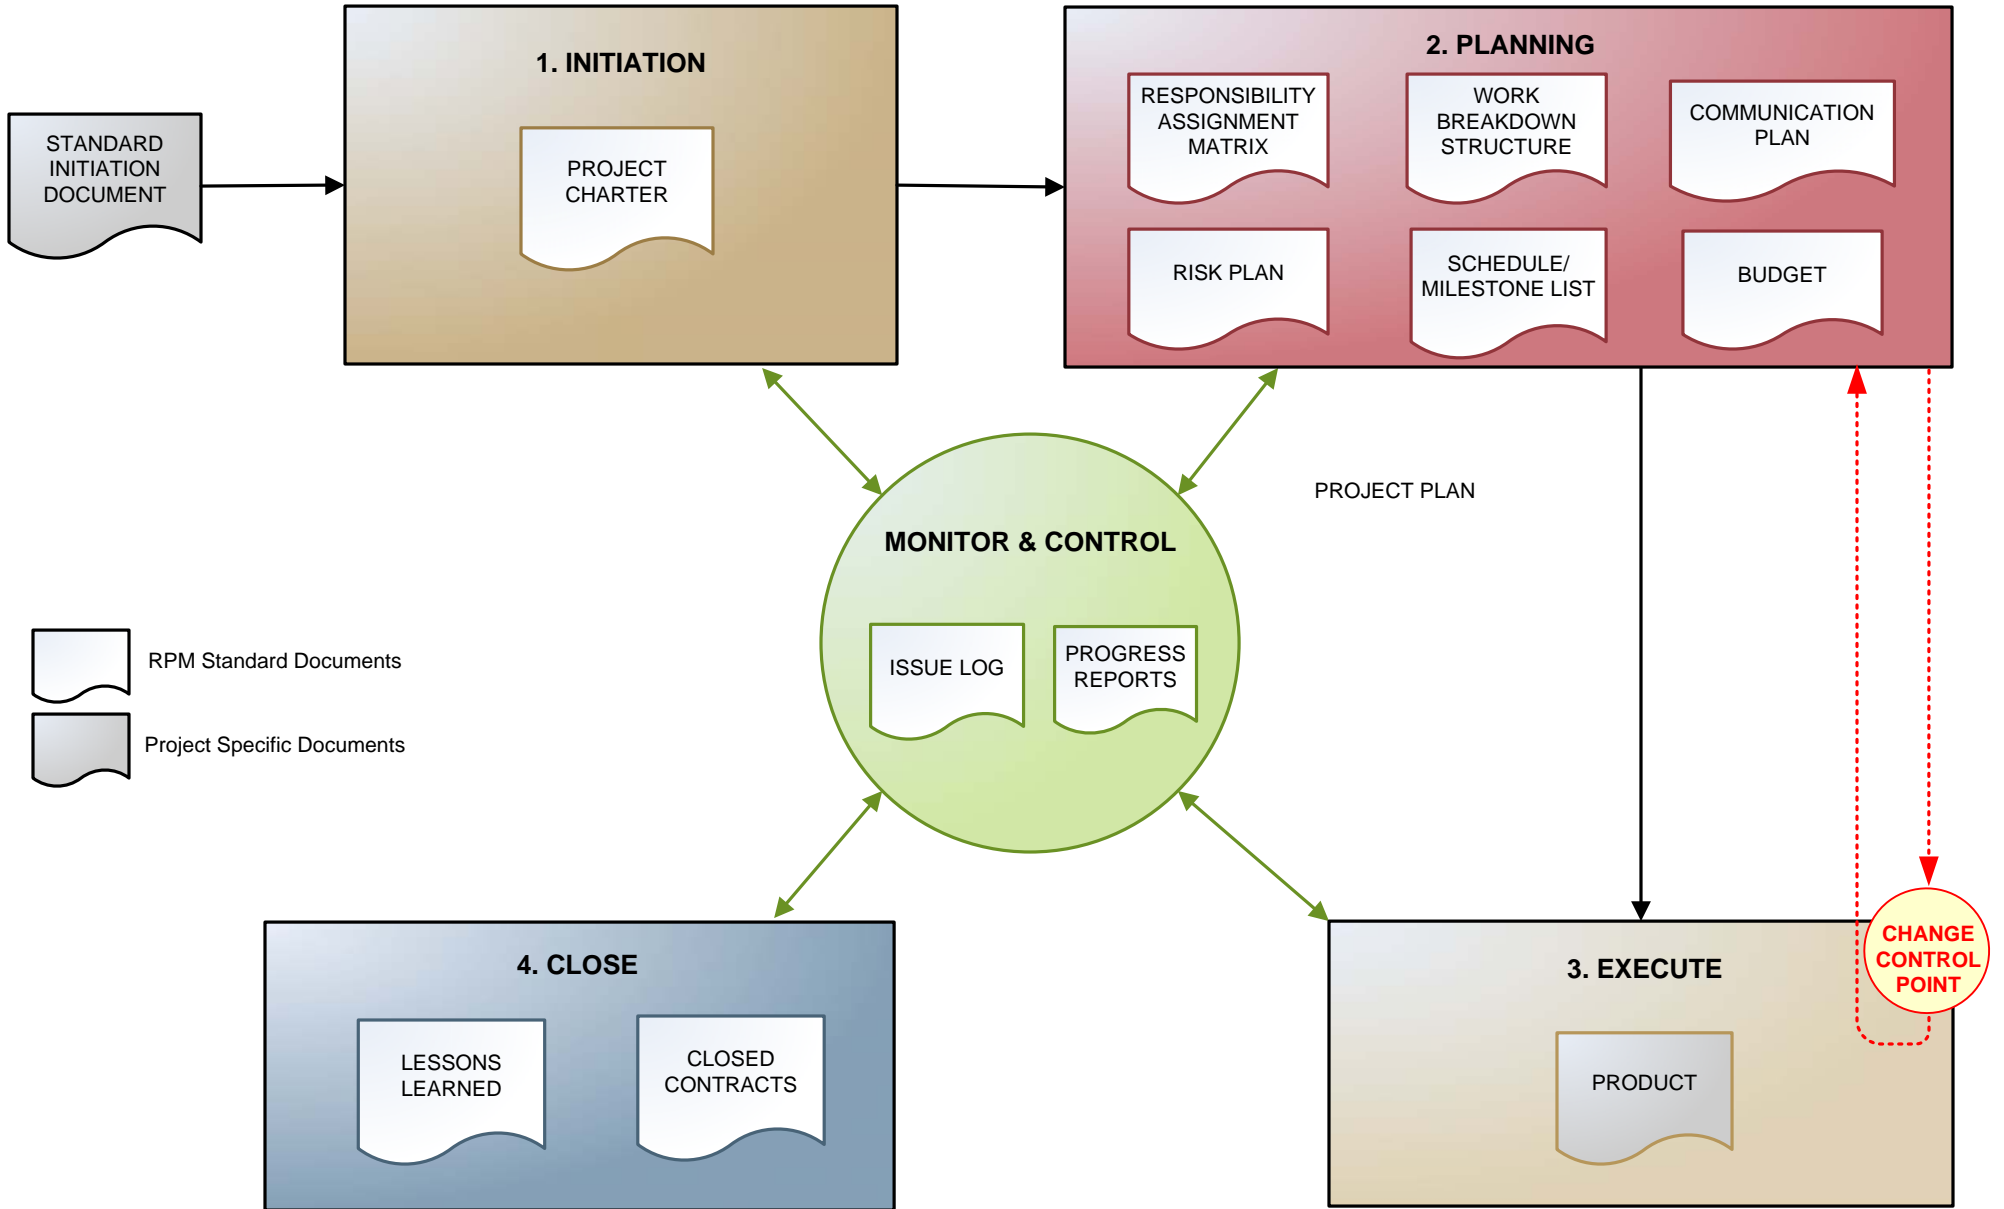 1. INITIATION
2. PLANNING
STANDARD
INITIATION
DOCUMENT
PROJECT
CHARTER
RESPONSIBILITY
ASSIGNMENT
MATRIX
WORK
BREAKDOWN
STRUCTURE
COMMUNICATION
PLAN
RISK PLAN
SCHEDULE/
MILESTONE LIST
BUDGET
PROJECT PLAN
MONITOR & CONTROL
ISSUE LOG
PROGRESS
REPORTS
RPM Standard Documents
Project Specific Documents
4. CLOSE
LESSONS
LEARNED
CLOSED
CONTRACTS
3. EXECUTE
PRODUCT
CHANGE
CONTROL
POINT